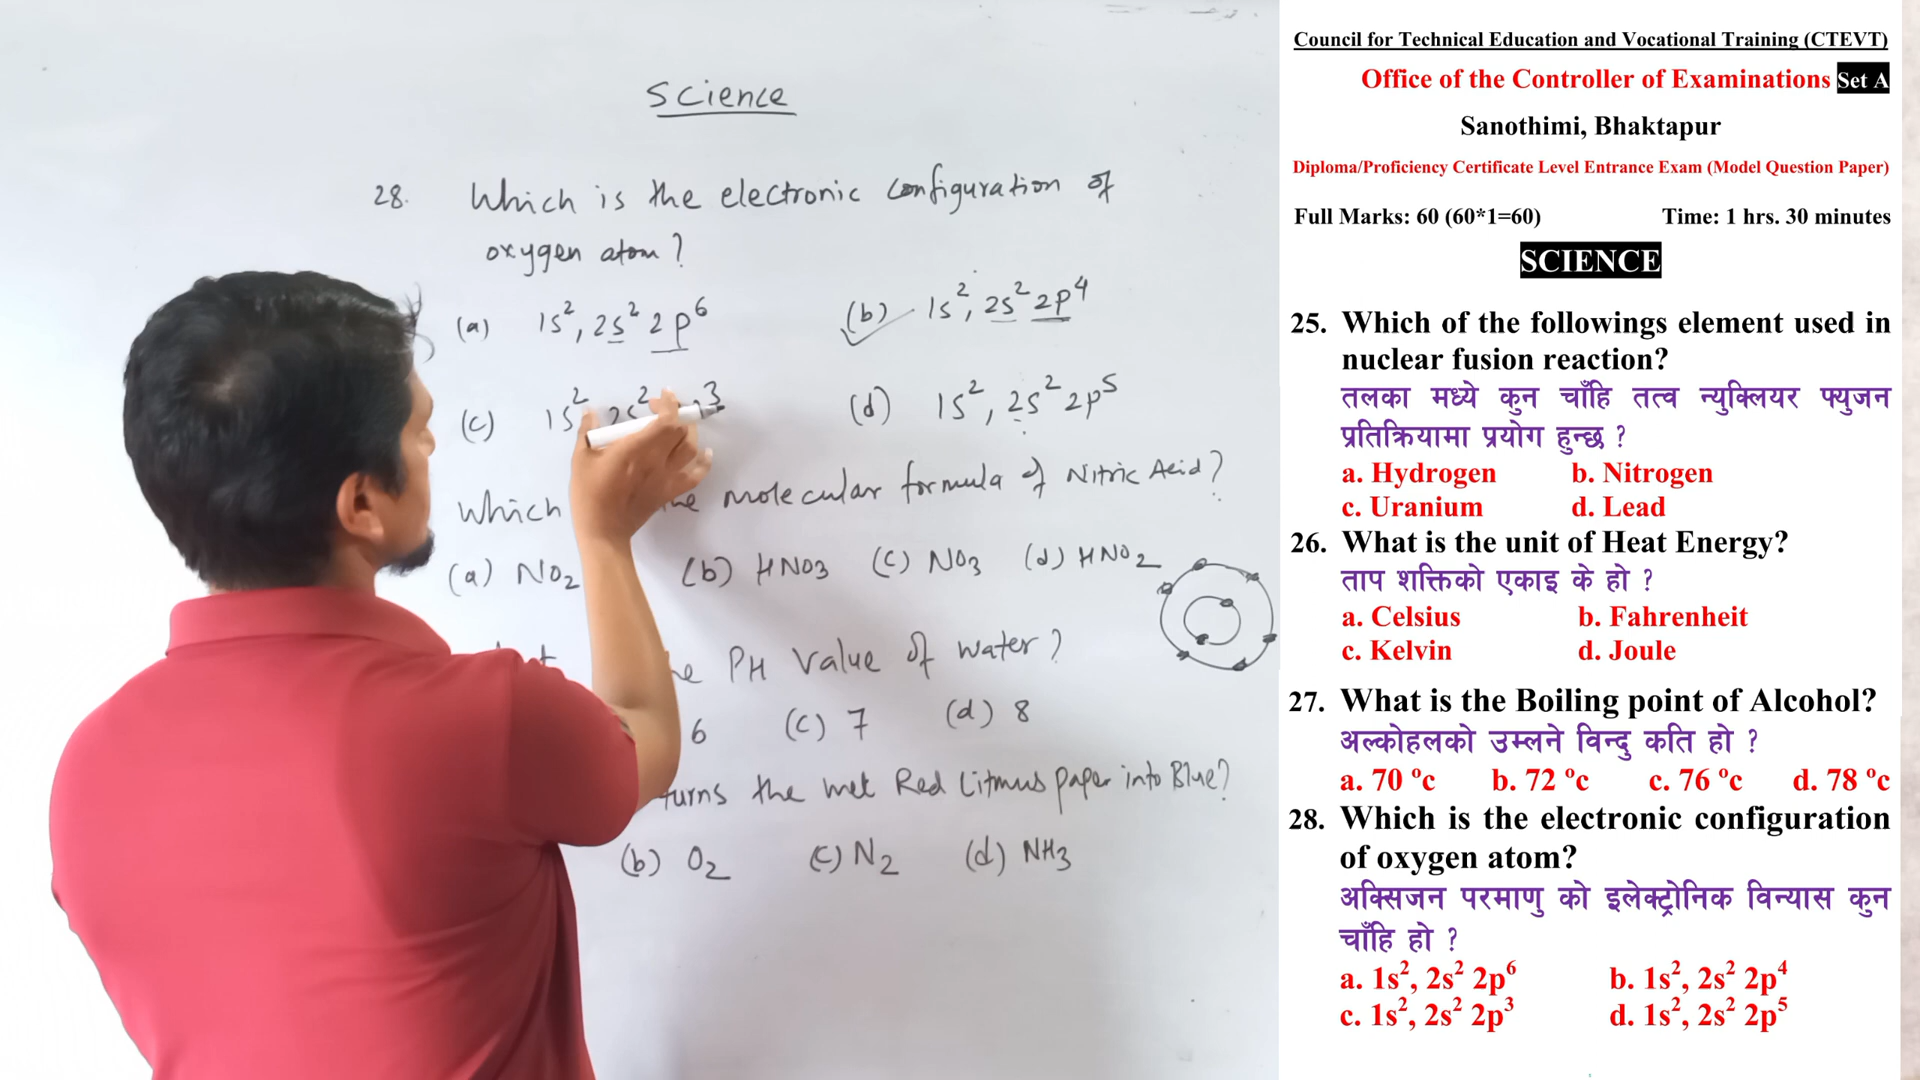 Science
28. Which is the electronic configuration of
oxygen atom?
(a) 1s², 2s² 2p⁶ (b) 1s², 2s² 2p⁴
(c) 1s² 2s² 3 (d) 1s², 2s² 2p⁵
Which molecular formula of Nitric Acid?
(a) NO₂ (b) HNO₃ (c) NO₃ (d) HNO₂
PH value of water?
6 (c) 7 (d) 8
turns the wet Red Litmus paper into Blue?
(b) O₂ (c) N₂ (d) NH₃
Council for Technical Education and Vocational Training (CTEVT)
Office of the Controller of Examinations Set A
Sanothimi, Bhaktapur
Diploma/Proficiency Certificate Level Entrance Exam (Model Question Paper)
Full Marks: 60 (60*1=60) Time: 1 hrs. 30 minutes
SCIENCE
25. Which of the followings element used in
nuclear fusion reaction?
तलका मध्ये कुन चाँहि तत्व न्युक्लियर फ्युजन
प्रतिक्रियामा प्रयोग हुन्छ ?
a. Hydrogen b. Nitrogen
c. Uranium d. Lead
26. What is the unit of Heat Energy?
ताप शक्तिको एकाइ के हो ?
a. Celsius b. Fahrenheit
c. Kelvin d. Joule
27. What is the Boiling point of Alcohol?
अल्कोहलको उम्लने विन्दु कति हो ?
a. 70 ºc b. 72 ºc c. 76 ºc d. 78 ºc
28. Which is the electronic configuration
of oxygen atom?
अक्सिजन परमाणु को इलेक्ट्रोनिक विन्यास कुन
चाँहि हो ?
a. 1s², 2s² 2p⁶ b. 1s², 2s² 2p⁴
c. 1s², 2s² 2p³ d. 1s², 2s² 2p⁵